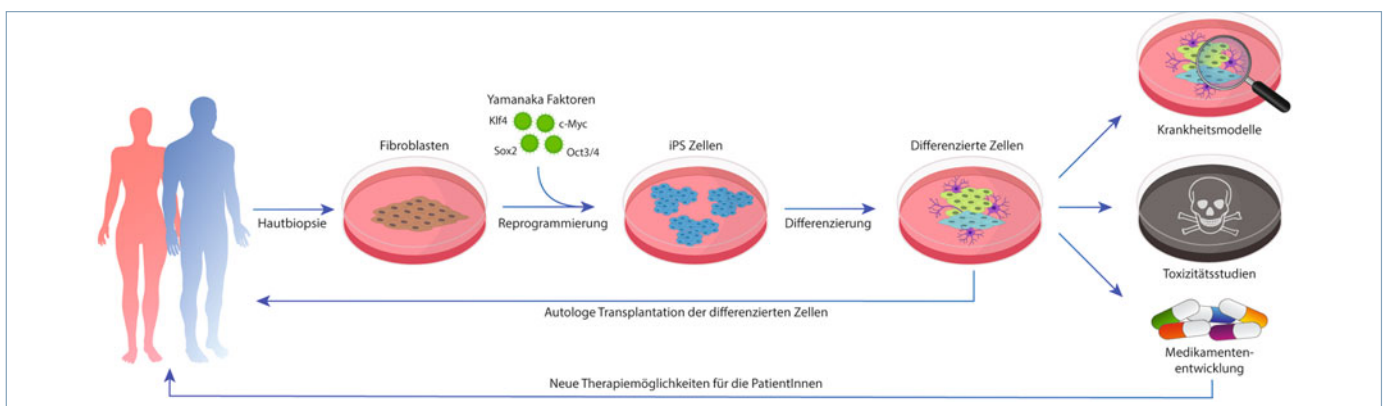 Yamanaka Faktoren
Klf4
c-Myc
Sox2
Oct3/4
Fibroblasten
iPS Zellen
Differenzierte Zellen
Krankheitsmodelle
Hautbiopsie
Reprogrammierung
Differenzierung
Toxizitätsstudien
Autologe Transplantation der differenzierten Zellen
Medikamenten-
entwicklung
Neue Therapiemöglichkeiten für die PatientInnen